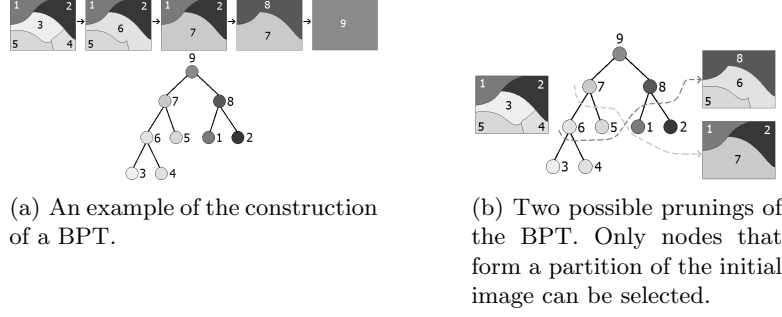 1 2 3 5 4
1 2 6 5
1 2 7
8 7
9
9
7 8
6 5 1 2
3 4
(a) An example of the construction
of a BPT.
9
7 8
6 5 1 2
3 4
1 2 3 5 4
8 6 5
1 2 7
(b) Two possible prunings of
the BPT. Only nodes that
form a partition of the initial
image can be selected.